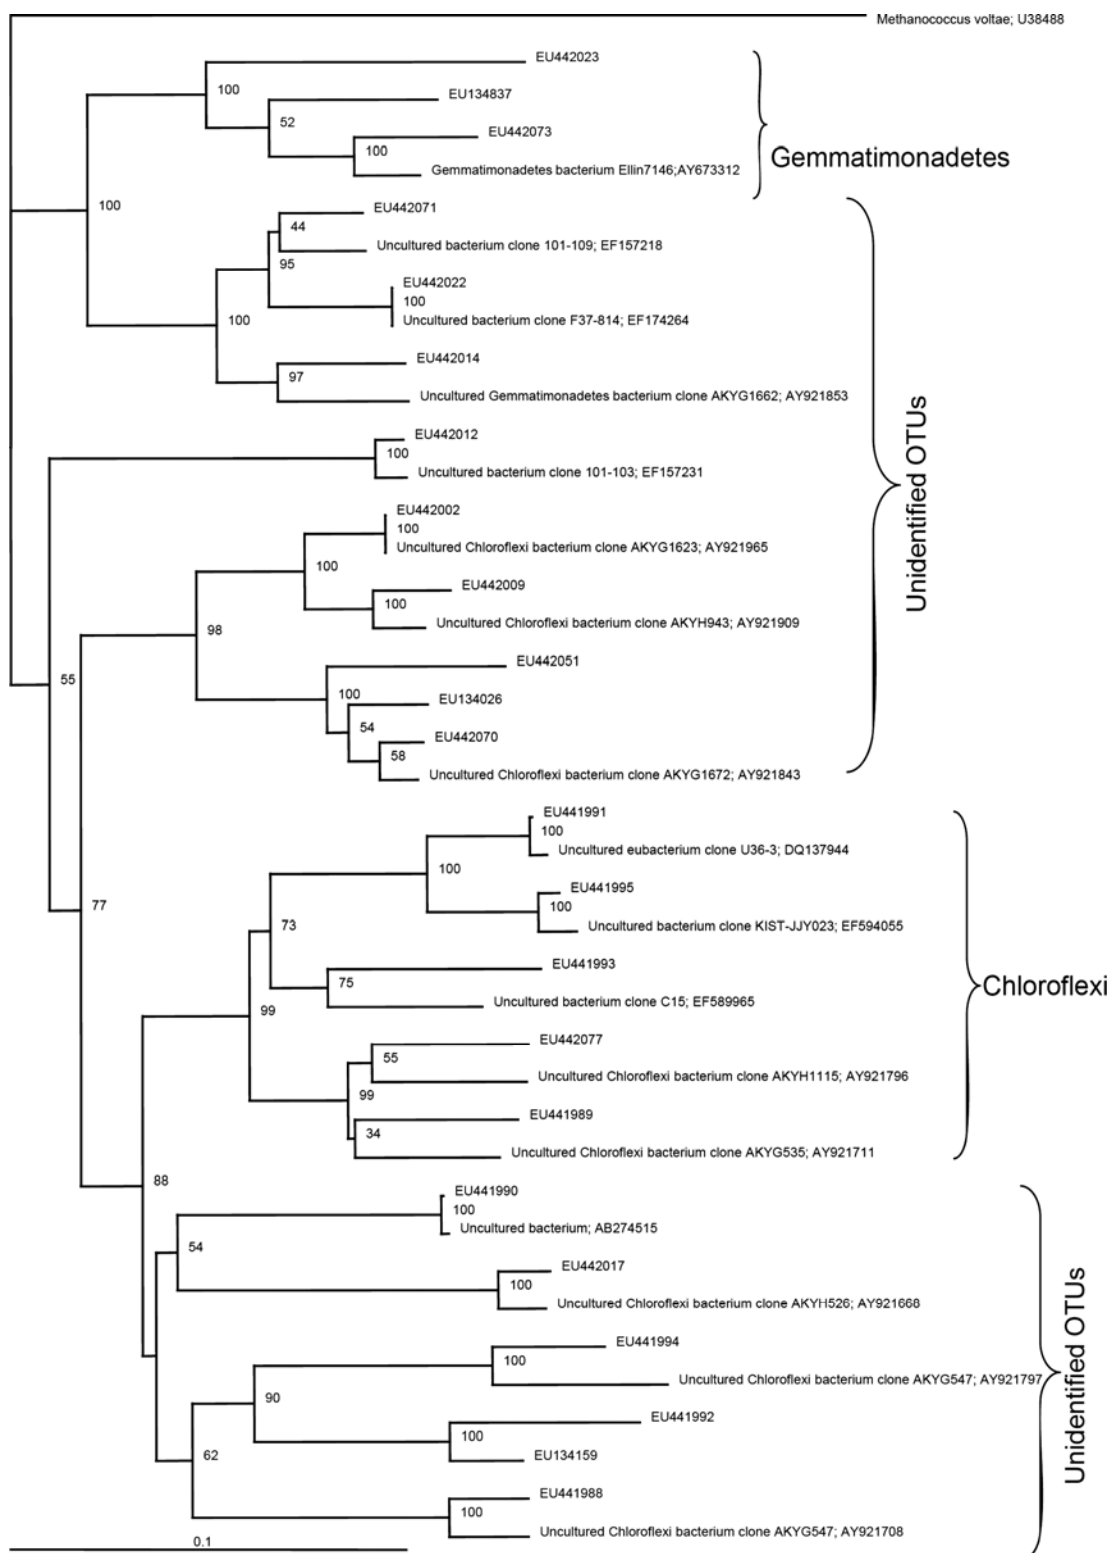 Methanococcus voltae; U38488
EU442023
100
EU134837
52
EU442073
100
Gemmatimonadetes bacterium Ellin7146;AY673312
Gemmatimonadetes
100
EU442071
44
Uncultured bacterium clone 101-109; EF157218
95
EU442022
100
Uncultured bacterium clone F37-814; EF174264
100
EU442014
97
Uncultured Gemmatimonadetes bacterium clone AKYG1662; AY921853
EU442012
100
Uncultured bacterium clone 101-103; EF157231
Unidentified OTUs
EU442002
100
Uncultured Chloroflexi bacterium clone AKYG1623; AY921965
100
EU442009
100
Uncultured Chloroflexi bacterium clone AKYH943; AY921909
98
EU442051
55
100
EU134026
54
EU442070
58
Uncultured Chloroflexi bacterium clone AKYG1672; AY921843
EU441991
100
Uncultured eubacterium clone U36-3; DQ137944
100
EU441995
100
77
73
Uncultured bacterium clone KIST-JJY023; EF594055
EU441993
75
Chloroflexi
Uncultured bacterium clone C15; EF589965
99
EU442077
55
Uncultured Chloroflexi bacterium clone AKYH1115; AY921796
99
EU441989
34
Uncultured Chloroflexi bacterium clone AKYG535; AY921711
88
EU441990
100
Uncultured bacterium; AB274515
54
EU442017
100
Uncultured Chloroflexi bacterium clone AKYH526; AY921668
Unidentified OTUs
EU441994
100
Uncultured Chloroflexi bacterium clone AKYG547; AY921797
90
EU441992
100
EU134159
62
EU441988
100
Uncultured Chloroflexi bacterium clone AKYG547; AY921708
0.1